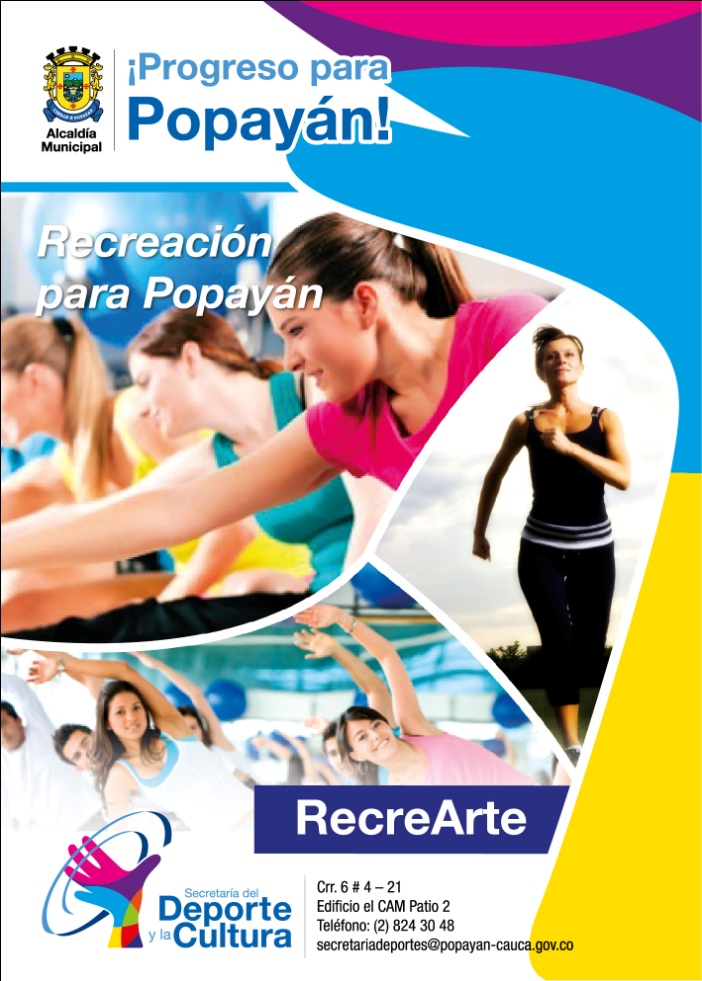 ¡Progreso para
Popayán!
Alcaldía
Municipal
Recreación
para Popayán
RecreArte
Secretaría del
Deporte
y la Cultura
Crr. 6 # 4 – 21
Edificio el CAM Patio 2
Teléfono: (2) 824 30 48
secretariadeportes@popayan-cauca.gov.co